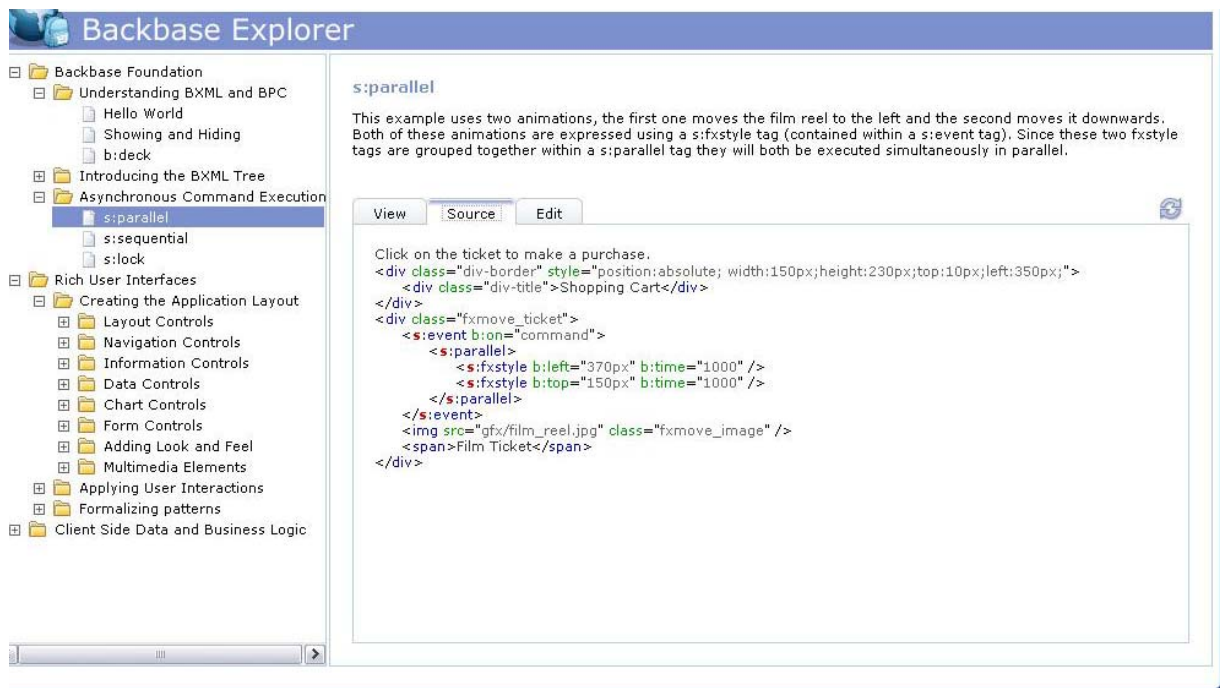 Backbase Explorer
Backbase Foundation
Understanding BXML and BPC
Hello World
Showing and Hiding
b:deck
Introducing the BXML Tree
Asynchronous Command Execution
s:parallel
s:sequential
s:lock
Rich User Interfaces
Creating the Application Layout
Layout Controls
Navigation Controls
Information Controls
Data Controls
Chart Controls
Form Controls
Adding Look and Feel
Multimedia Elements
Applying User Interactions
Formalizing patterns
Client Side Data and Business Logic
s:parallel
This example uses two animations, the first one moves the film reel to the left and the second moves it downwards.
Both of these animations are expressed using a s:fxstyle tag (contained within a s:event tag). Since these two fxstyle
tags are grouped together within a s:parallel tag they will both be executed simultaneously in parallel.
View Source Edit
Click on the ticket to make a purchase.
<div class="div-border" style="position:absolute; width:150px;height:230px;top:10px;left:350px;">
<div class="div-title">Shopping Cart</div>
</div>
<div class="fxmove_ticket">
<s:event b:on="command">
<s:parallel>
<s:fxstyle b:left="370px" b:time="1000" />
<s:fxstyle b:top="150px" b:time="1000" />
</s:parallel>
</s:event>
<img src="gfx/film_reel.jpg" class="fxmove_image" />
<span>Film Ticket</span>
</div>